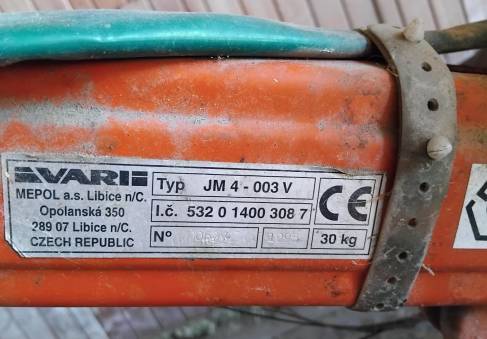 VARI
MEPOL a.s. Libice n/C.
Opolanská 350
289 07 Libice n/C.
CZECH REPUBLIC
Typ JM 4 - 003 V
I.č. 532 0 1400 308 7
N°
30 kg
CE